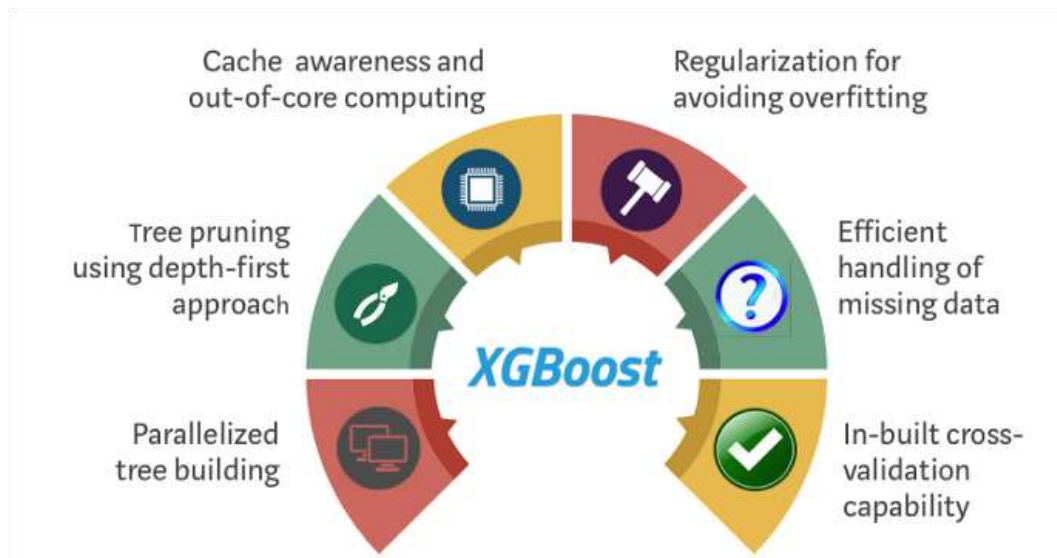 Cache awareness and
out-of-core computing
Regularization for
avoiding overfitting
Tree pruning
using depth-first
approach
Efficient
handling of
missing data
XGBoost
Parallelized
tree building
In-built cross-
validation
capability